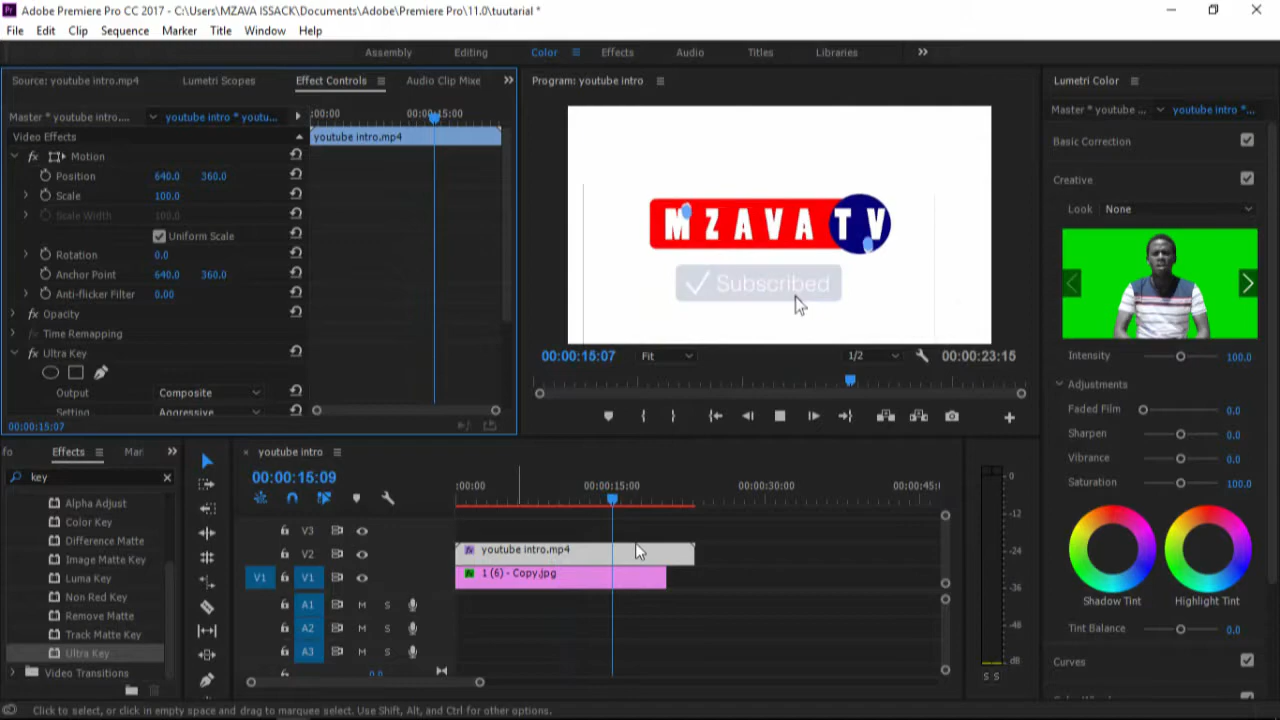 Adobe Premiere Pro CC 2017 - C:\Users\MZAVA ISSACK\Documents\Adobe\Premiere Pro\11.0\tuutarial *
File Edit Clip Sequence Marker Title Window Help
Assembly Editing Color Effects Audio Titles Libraries
Source: youtube intro.mp4 Lumetri Scopes Effect Controls Audio Clip Mixe
Program: youtube intro
Lumetri Color
Master * youtube intro.... youtube intro * youtu...
:00:00 00:00:15:00
Master * youtube ... youtube intro *...
Video Effects
youtube intro.mp4
Basic Correction
Motion
Position 640.0 360.0
Creative
Scale 100.0
Look None
Scale Width 100.0
Uniform Scale
Rotation 0.0
Anchor Point 640.0 360.0
Anti-flicker Filter 0.00
Opacity
Time Remapping
Ultra Key
Output Composite
Setting Aggressive
00:00:15:07
MZAVA TV
Subscribed
00:00:15:07 Fit 1/2 00:00:23:15
Intensity 100.0
Adjustments
Faded Film 0.0
Sharpen 0.0
Vibrance 0.0
Saturation 100.0
Shadow Tint Highlight Tint
Tint Balance 0.0
Curves
fo Effects Mar
key
Alpha Adjust
Color Key
Difference Matte
Image Matte Key
Luma Key
Non Red Key
Remove Matte
Track Matte Key
Ultra Key
Video Transitions
youtube intro
00:00:15:09
:00:00 00:00:15:00 00:00:30:00 00:00:45:
V3
V2 youtube intro.mp4
V1 V1 1 (6) - Copy.jpg
A1 M S
A2 M S
A3 M S
0.0
0
-12
-24
-36
-48
dB
S S
Click to select, or click in empty space and drag to marquee select. Use Shift, Alt, and Ctrl for other options.